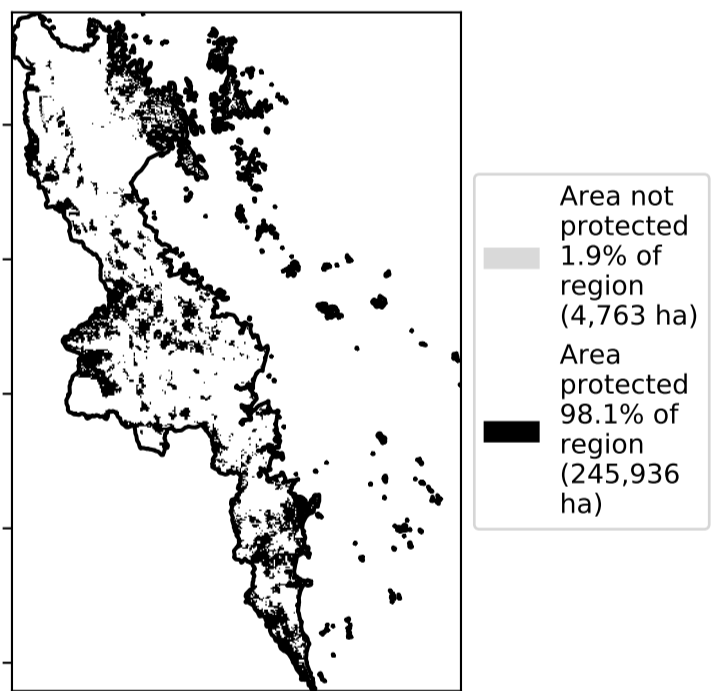 Area not
protected
1.9% of
region
(4,763 ha)
Area
protected
98.1% of
region
(245,936
ha)